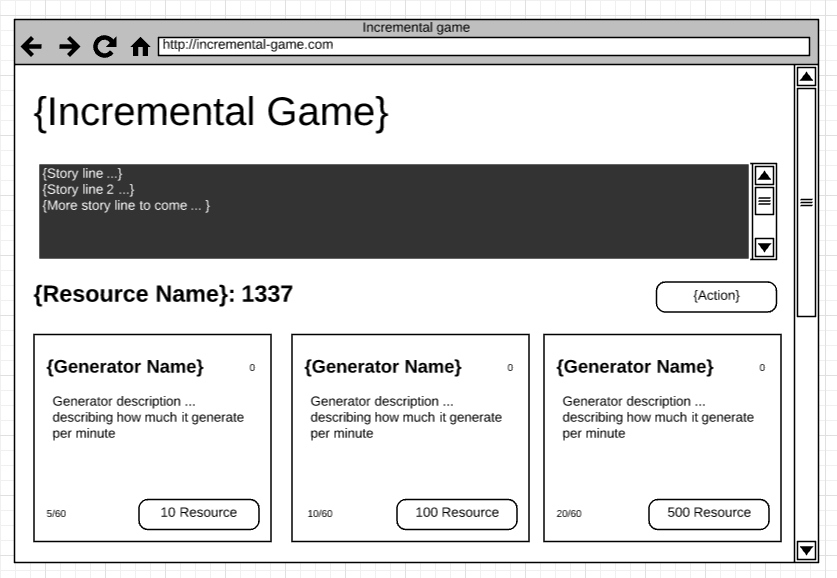 Incremental game
http://incremental-game.com
{Incremental Game}
{Story line ...}
{Story line 2 ...}
{More story line to come ... }
{Resource Name}: 1337
{Action}
{Generator Name} 0
Generator description ...
describing how much it generate
per minute
5/60
10 Resource
{Generator Name} 0
Generator description ...
describing how much it generate
per minute
10/60
100 Resource
{Generator Name} 0
Generator description ...
describing how much it generate
per minute
20/60
500 Resource